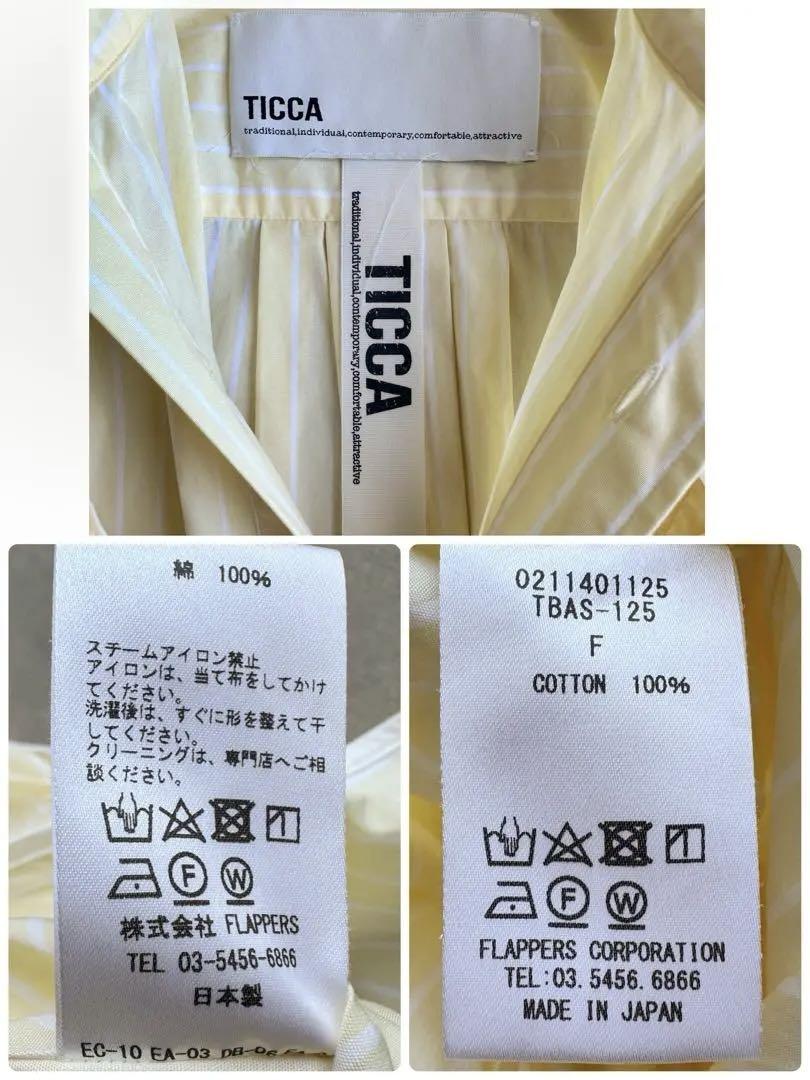 TICCA
traditional,individual,contemporary,comfortable,attractive
TICCA
traditional,individual,contemporary,comfortable,attractive
綿 100%
スチームアイロン禁止
アイロンは、当て布をしてかけ
てください。
洗濯後は、すぐに形を整えて干
してください。
クリーニングは、専門店へご相
談ください。
F W
株式会社 FLAPPERS
TEL 03-5456-6866
日本製
EC-10 EA-03 DB-06
0211401125
TBAS-125
F
COTTON 100%
F W
FLAPPERS CORPORATION
TEL:03.5456.6866
MADE IN JAPAN